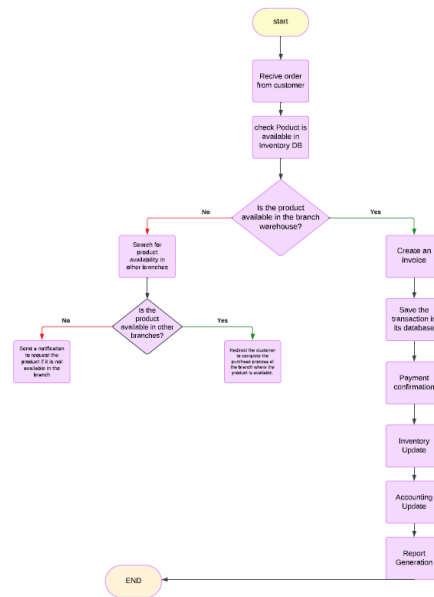 start
Recive order
from customer
check Poduct is
available in
Inventory DB
Is the product
available in the branch
warehouse?
No
Yes
Search for
product
availability in
other branches
Create an
invoice
Is the
product
available in other
branches?
Save the
transaction in
its database
No
Yes
Send a notification
to request the
product if it is not
available in the
branch
Redirect the customer
to complete the
purchase process at
the branch where the
product is available.
Payment
confirmation
Inventory
Update
Accounting
Update
Report
Generation
END